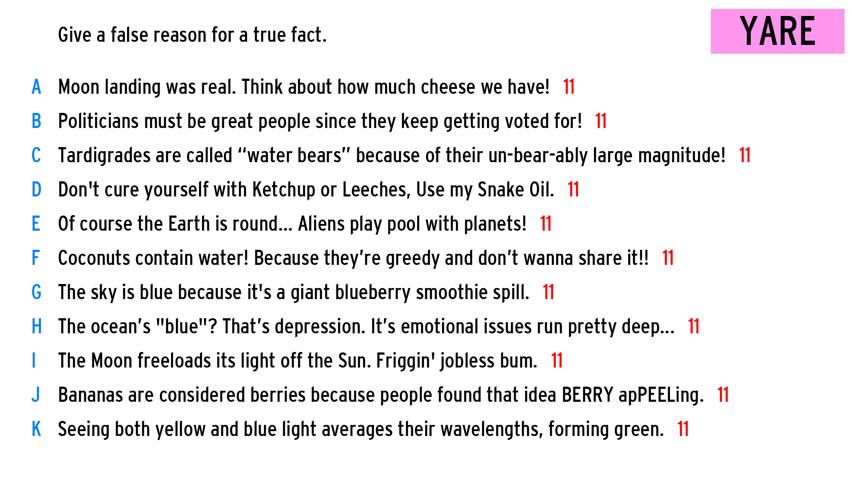 Give a false reason for a true fact.
YARE
A Moon landing was real. Think about how much cheese we have! 11
B Politicians must be great people since they keep getting voted for! 11
C Tardigrades are called “water bears” because of their un-bear-ably large magnitude! 11
D Don't cure yourself with Ketchup or Leeches, Use my Snake Oil. 11
E Of course the Earth is round... Aliens play pool with planets! 11
F Coconuts contain water! Because they’re greedy and don’t wanna share it!! 11
G The sky is blue because it's a giant blueberry smoothie spill. 11
H The ocean’s "blue"? That’s depression. It’s emotional issues run pretty deep... 11
I The Moon freeloads its light off the Sun. Friggin' jobless bum. 11
J Bananas are considered berries because people found that idea BERRY apPEELing. 11
K Seeing both yellow and blue light averages their wavelengths, forming green. 11